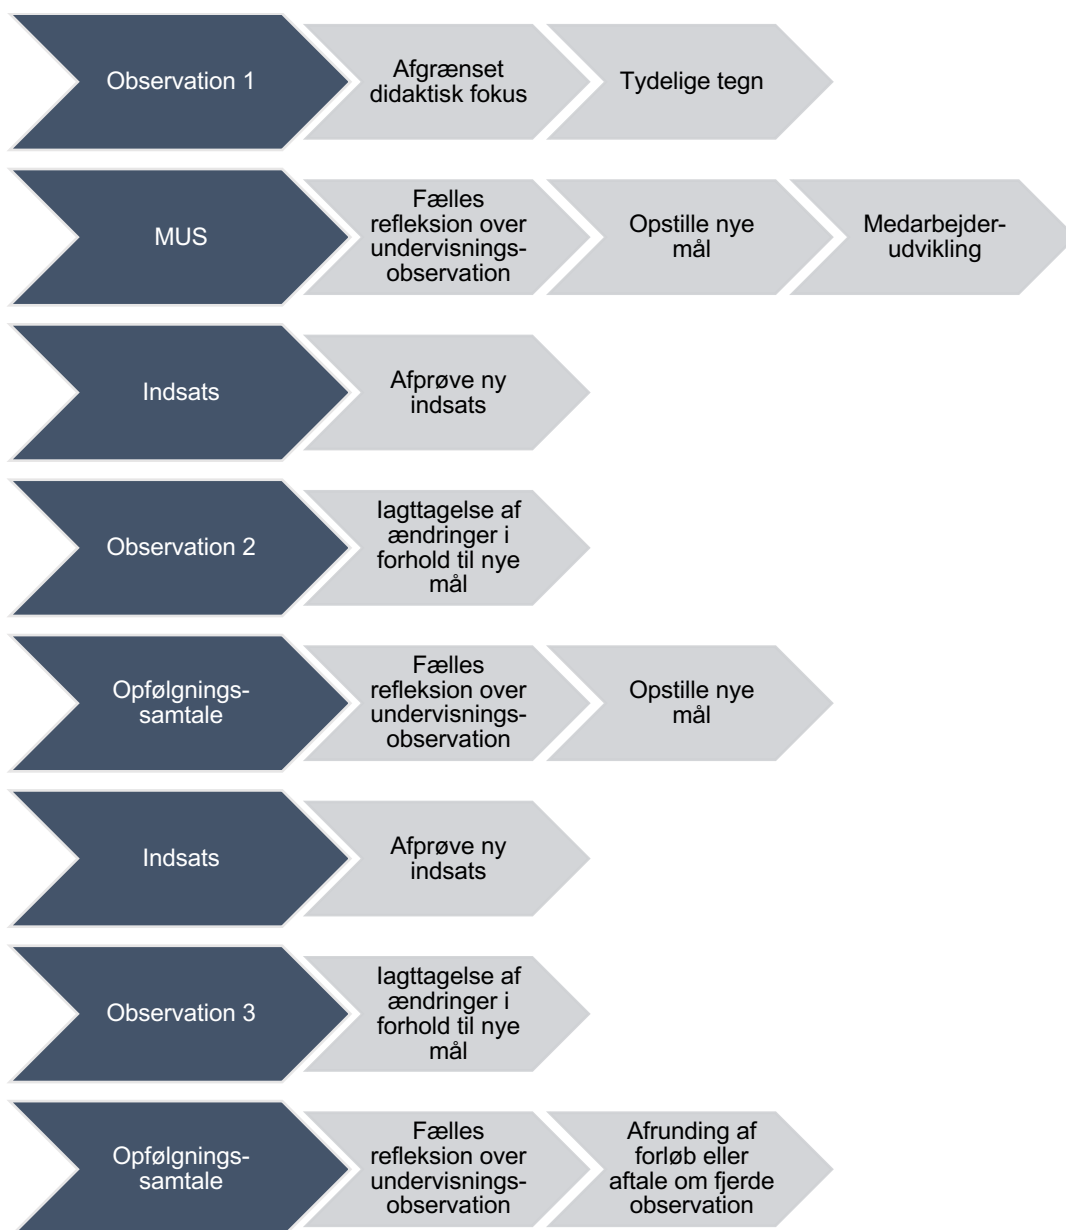 Observation 1
Afgrænset
didaktisk fokus
Tydelige tegn
MUS
Fælles
refleksion over
undervisnings-
observation
Opstille nye
mål
Medarbejder-
udvikling
Indsats
Afprøve ny
indsats
Observation 2
Iagttagelse af
ændringer i
forhold til nye
mål
Opfølgnings-
samtale
Fælles
refleksion over
undervisnings-
observation
Opstille nye
mål
Indsats
Afprøve ny
indsats
Observation 3
Iagttagelse af
ændringer i
forhold til nye
mål
Opfølgnings-
samtale
Fælles
refleksion over
undervisnings-
observation
Afrunding af
forløb eller
aftale om fjerde
observation